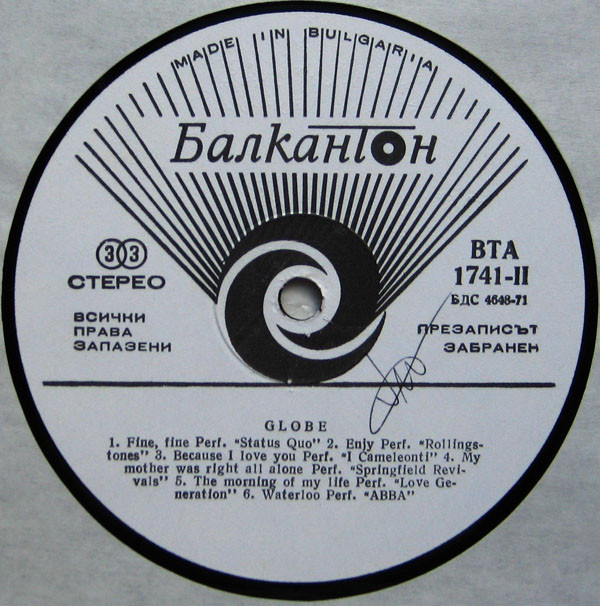 MADE IN BULGARIA
Балкантон
33
СТЕРЕО
ВСИЧКИ
ПРАВА
ЗАПАЗЕНИ
ВТА
1741-II
БДС 4648-71
ПРЕЗАПИСЪТ
ЗАБРАНЕН
GLOBE
1. Fine, fine Perf. "Status Quo" 2. Enjy Perf. "Rollings-
tones" 3. Because I love you Perf. "I Cameleonti" 4. My
mother was right all alone Perf. "Springfield Revi-
vals" 5. The morning of my life Perf. "Love Ge-
neration" 6. Waterloo Perf. "ABBA"